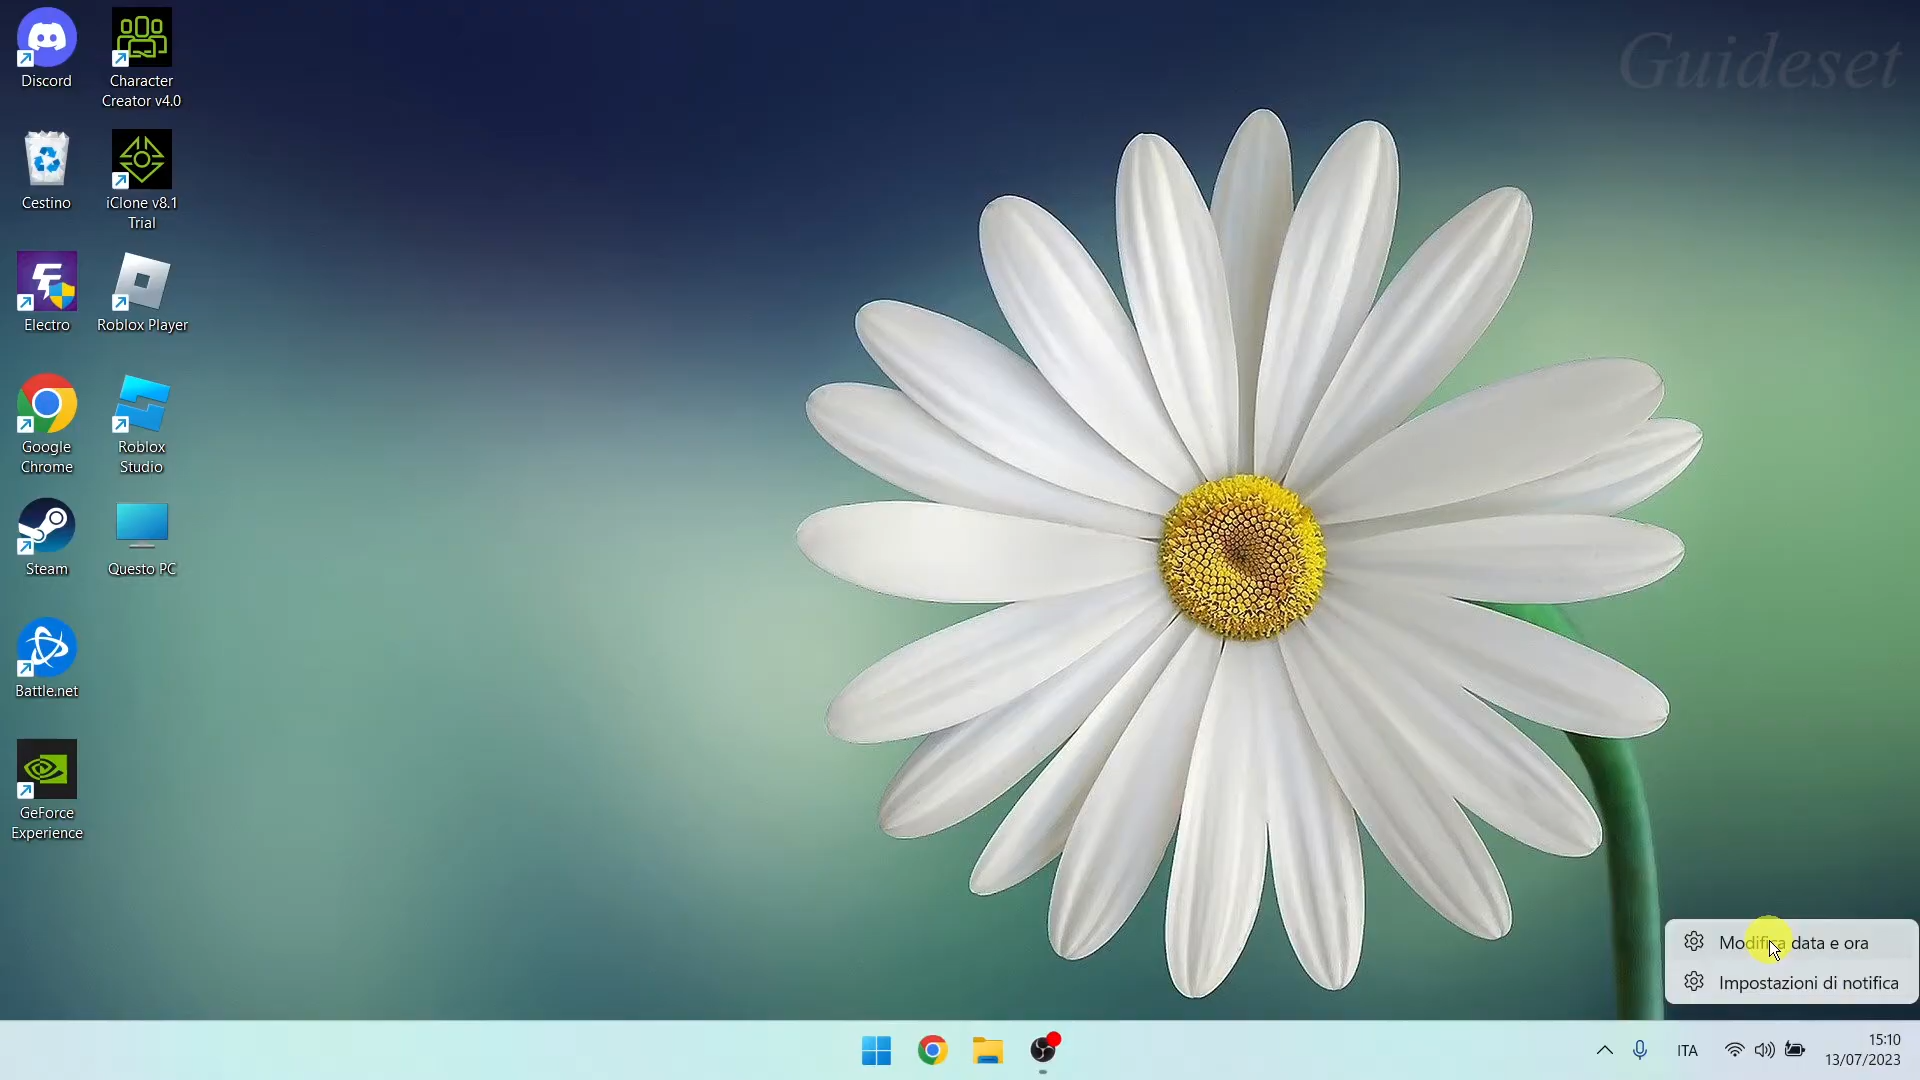 Guideset
Discord
Character
Creator v4.0
Cestino
iClone v8.1
Trial
Electro
Roblox Player
Google
Chrome
Roblox
Studio
Steam
Questo PC
Battle.net
GeForce
Experience
Modifica data e ora
Impostazioni di notifica
ITA
15:10
13/07/2023